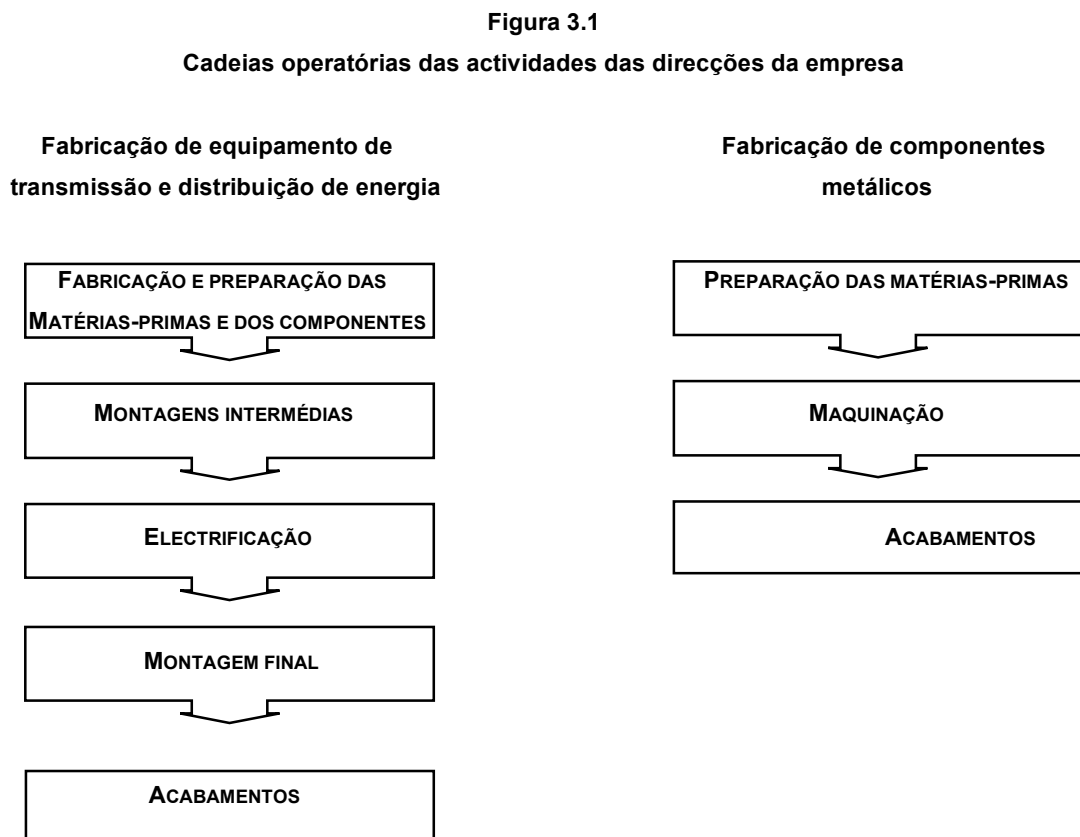 Figura 3.1
Cadeias operatórias das actividades das direcções da empresa
Fabricação de equipamento de
transmissão e distribuição de energia
FABRICAÇÃO E PREPARAÇÃO DAS
MATÉRIAS-PRIMAS E DOS COMPONENTES
MONTAGENS INTERMÉDIAS
ELECTRIFICAÇÃO
MONTAGEM FINAL
ACABAMENTOS
Fabricação de componentes
metálicos
PREPARAÇÃO DAS MATÉRIAS-PRIMAS
MAQUINAÇÃO
ACABAMENTOS